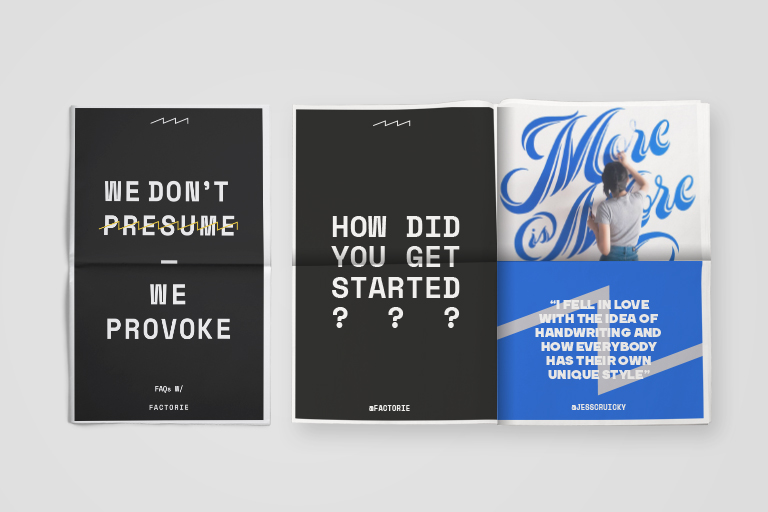 WE DON'T
PRESUME
—
WE
PROVOKE
FAQs W/
FACTORIE
HOW DID
YOU GET
STARTED
? ? ?
@FACTORIE
More
is More
“I FELL IN LOVE
WITH THE IDEA OF
HANDWRITING AND
HOW EVERYBODY
HAS THEIR OWN
UNIQUE STYLE”
@JESSCRUICKY